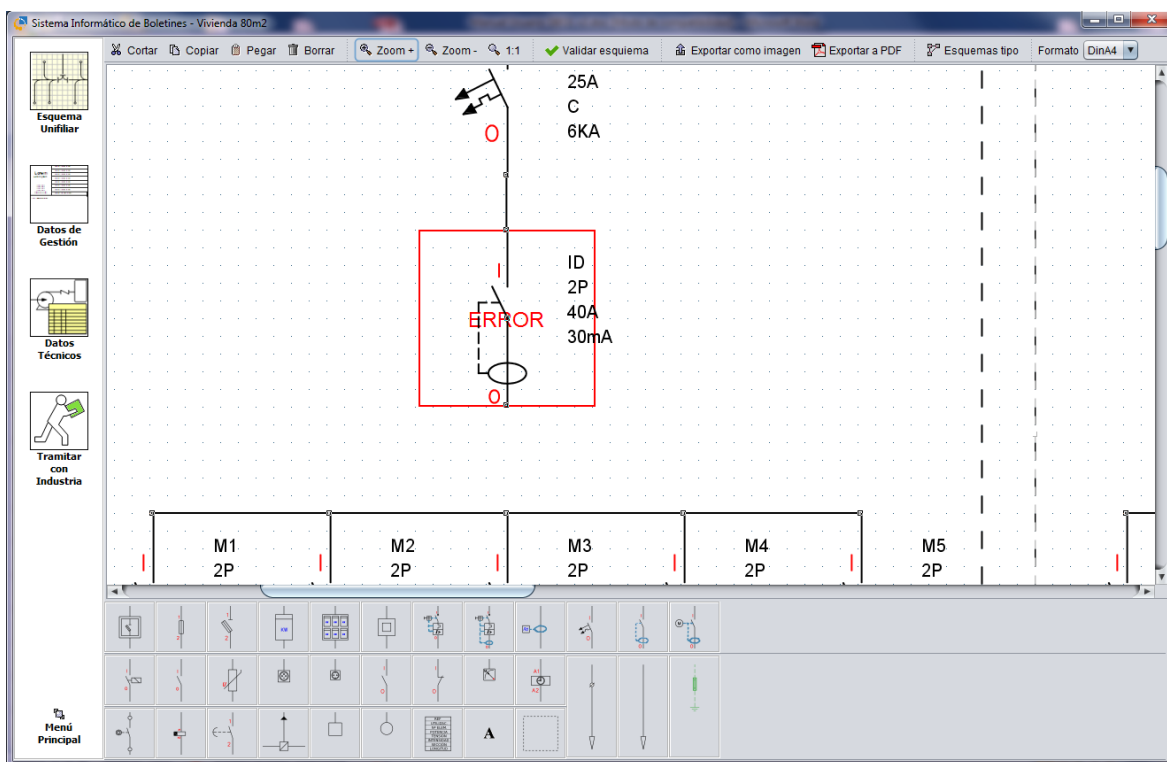 Sistema Informático de Boletines - Vivienda 80m2
Cortar Copiar Pegar Borrar Zoom + Zoom - 1:1 Validar esquema Exportar como imagen Exportar a PDF Esquemas tipo Formato DinA4
Esquema
Unifiliar
Datos de
Gestión
Datos
Técnicos
Tramitar
con
Industria
Menú
Principal
25A
C
6KA
O
I
ID
2P
40A
30mA
ERROR
O
M1 M2 M3 M4 M5
I I I I I I
2P 2P 2P 2P 2P
A